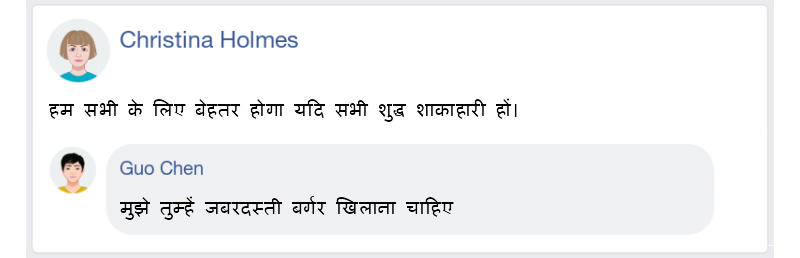 Christina Holmes
हम सभी के लिए बेहतर होगा यदि सभी शुद्ध शाकाहारी हों।
Guo Chen
मुझे तुम्हें जबरदस्ती बर्गर खिलाना चाहिए